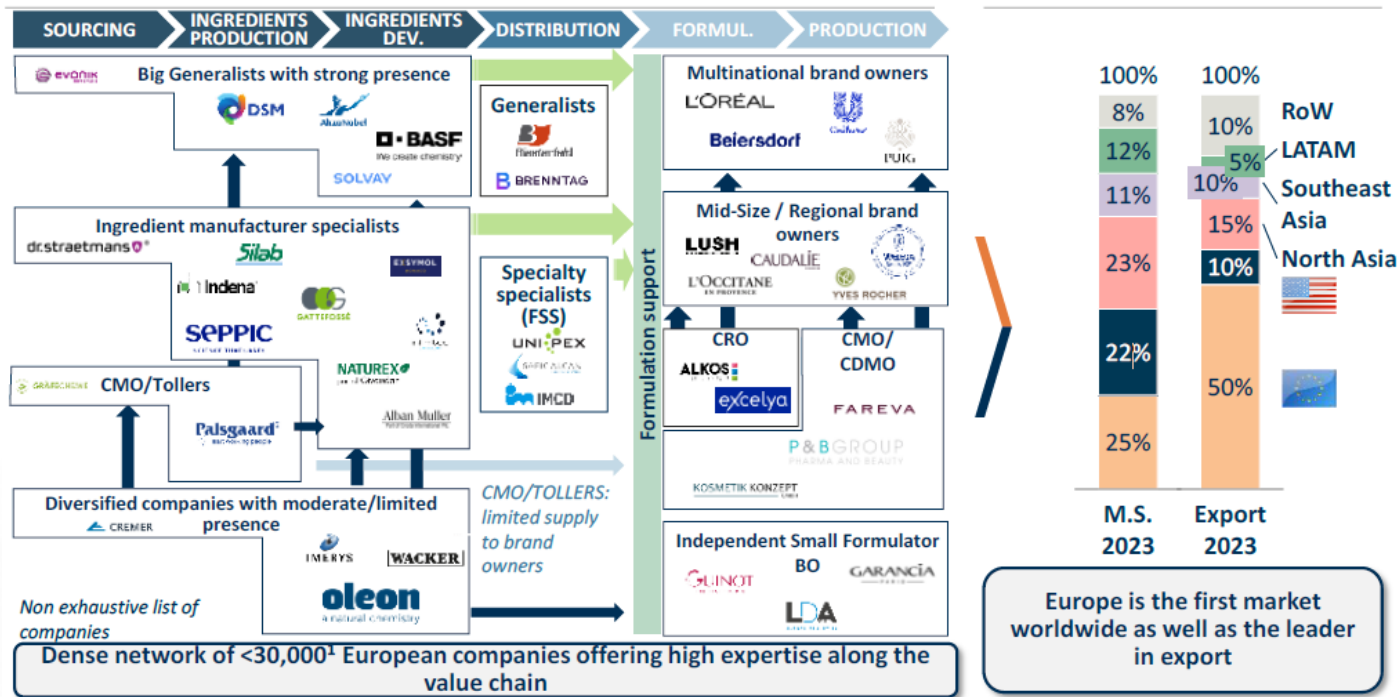 SOURCING
INGREDIENTS
PRODUCTION
INGREDIENTS
DEV.
DISTRIBUTION
FORMUL.
PRODUCTION
evonik
Big Generalists with strong presence
DSM
AkzoNobel
BASF
We create chemistry
SOLVAY
Generalists
BRENNTAG
Multinational brand
owners
L'ORÉAL
Unilever
Beiersdorf
PUIG
Ingredient manufacturer specialists
dr.straetmans
Silab
EXSYMOL
Indena
GATTEFOSSÉ
SEPPIC
NATUREX
CMO/Tollers
Palsgaard
Alban Muller
Specialty
specialists
(FSS)
UNIPEX
IMCD
Formulation support
Mid-Size / Regional brand
owners
LUSH
CAUDALÍE
L'OCCITANE
EN PROVENCE
YVES ROCHER
CRO
ALKOS
excelya
CMO/
CDMO
FAREVA
P&BGROUP
PHARMA AND BEAUTY
KOSMETIK KONZEPT
Diversified companies with moderate/limited
presence
CREMER
IMERYS
WACKER
oleon
a natural chemistry
CMO/TOLLERS:
limited supply
to brand
owners
Independent Small Formulator
BO
GUINOT
GARANCIA
PARIS
LDA
Non exhaustive list of
companies
Dense network of <30,000¹ European companies offering high expertise along the
value chain
100%
100%
8%
10%
RoW
12%
5%
LATAM
11%
10%
Southeast
Asia
23%
15%
North Asia
22%
10%
25%
50%
M.S.
2023
Export
2023
Europe is the first market
worldwide as well as the leader
in export